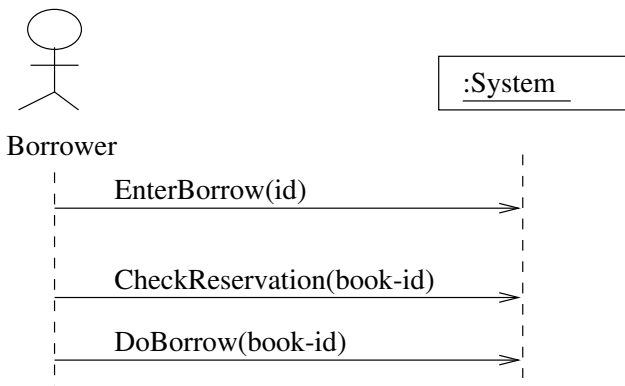 :System
Borrower
EnterBorrow(id)
CheckReservation(book-id)
DoBorrow(book-id)